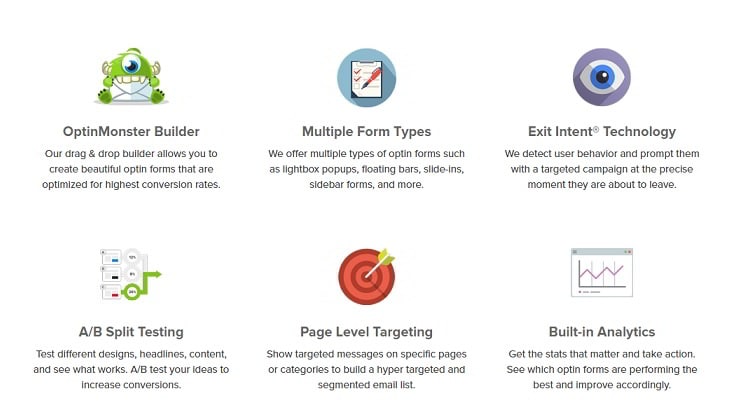 OptinMonster Builder
Our drag & drop builder allows you to
create beautiful optin forms that are
optimized for highest conversion rates.
Multiple Form Types
We offer multiple types of optin forms such
as lightbox popups, floating bars, slide-ins,
sidebar forms, and more.
Exit Intent® Technology
We detect user behavior and prompt them
with a targeted campaign at the precise
moment they are about to leave.
A/B Split Testing
Test different designs, headlines, content,
and see what works. A/B test your ideas to
increase conversions.
Page Level Targeting
Show targeted messages on specific pages
or categories to build a hyper targeted and
segmented email list.
Built-in Analytics
Get the stats that matter and take action.
See which optin forms are performing the
best and improve accordingly.